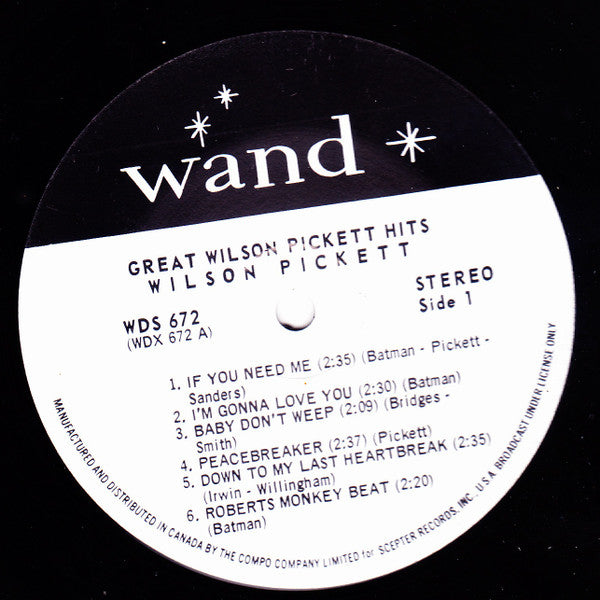 wand
GREAT WILSON PICKETT HITS
WILSON PICKETT
STEREO
Side 1
WDS 672
(WDX 672 A)
1. IF YOU NEED ME (2:35) (Batman - Pickett -
Sanders)
2. I'M GONNA LOVE YOU (2:30) (Batman)
3. BABY DON'T WEEP (2:09) (Bridges -
Smith)
4. PEACEBREAKER (2:37) (Pickett)
5. DOWN TO MY LAST HEARTBREAK (2:35)
(Irwin - Willingham)
6. ROBERTS MONKEY BEAT (2:20)
(Batman)
MANUFACTURED AND DISTRIBUTED IN CANADA BY THE COMPO COMPANY LIMITED for SCEPTER RECORDS, INC., U.S.A. BROADCAST UNDER LICENSE ONLY